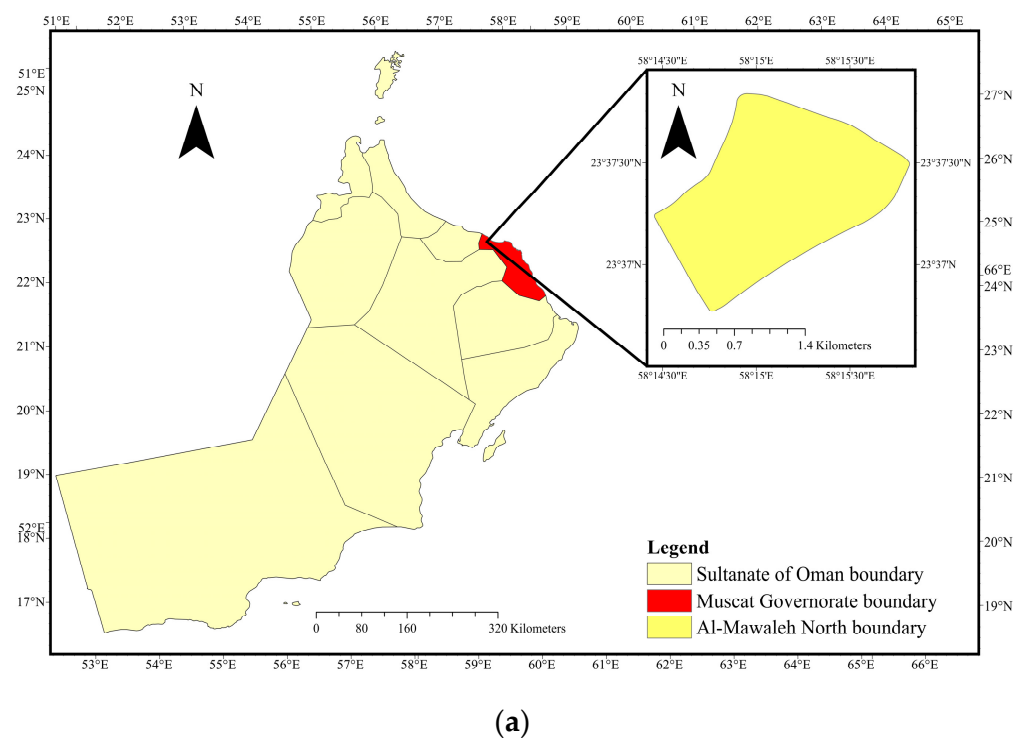 51°E 52°E 53°E 54°E 55°E 56°E 57°E 58°E 59°E 60°E 61°E 62°E 63°E 64°E 65°E
58°14'30"E 58°15'E 58°15'30"E
51°E
25°N
27°N
N
N
24°N
26°N
23°37'30"N
23°37'30"N
23°N
25°N
23°37'N
23°37'N
66°E
22°N
24°N
0 0.35 0.7 1.4 Kilometers
21°N
23°N
58°14'30"E 58°15'E 58°15'30"E
20°N
22°N
19°N
21°N
52°E
18°N
20°N
Legend
Sultanate of Oman boundary
Muscat Governorate boundary
Al-Mawaleh North boundary
17°N
19°N
0 80 160 320 Kilometers
53°E 54°E 55°E 56°E 57°E 58°E 59°E 60°E 61°E 62°E 63°E 64°E 65°E 66°E
(a)